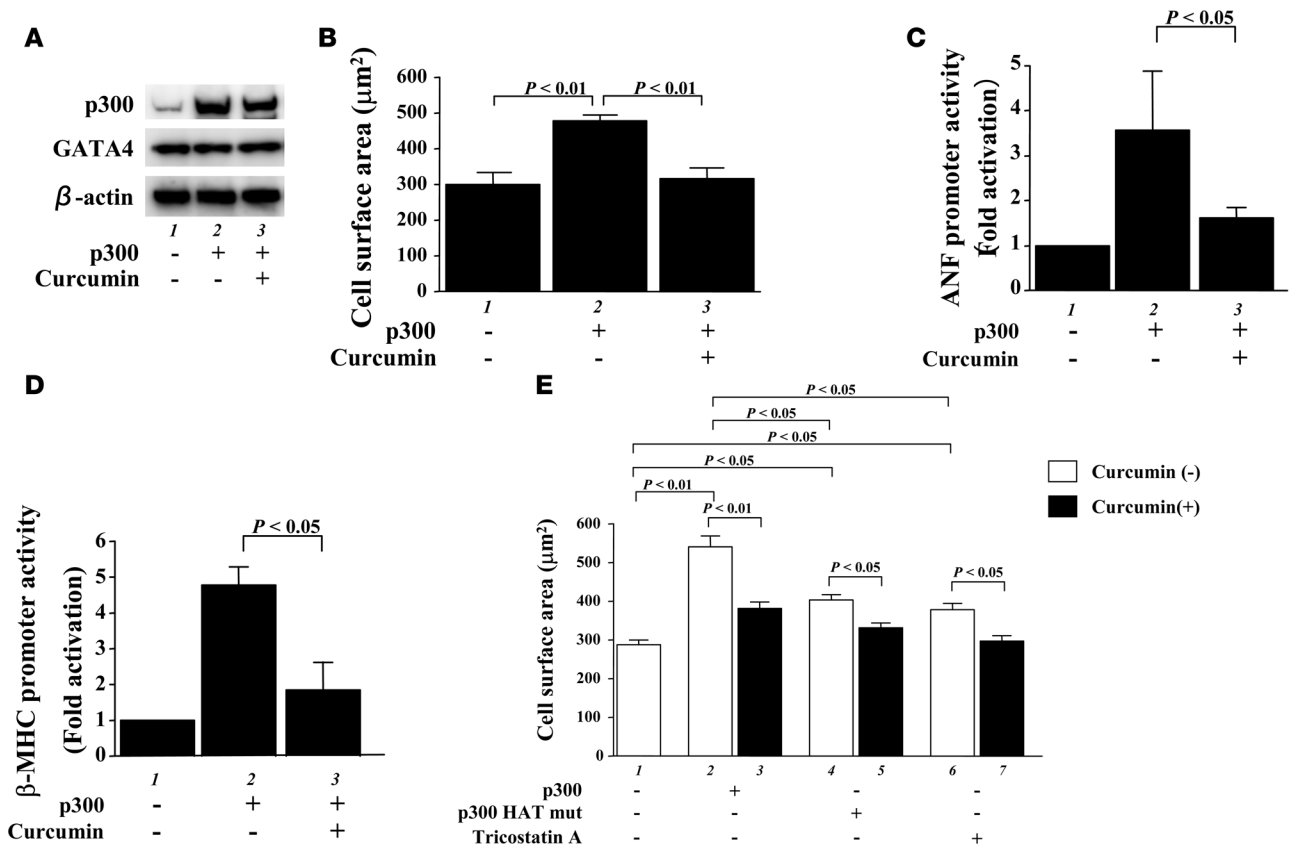 A
p300
GATA4
β-actin
1 2 3
p300 - + +
Curcumin - - +
B
Cell surface area (μm²)
600
500
400
300
200
100
0
P < 0.01 P < 0.01
1 2 3
p300 - + +
Curcumin - - +
C
ANF promoter activity
(Fold activation)
5
4
3
2
1
0
P < 0.05
1 2 3
p300 - + +
Curcumin - - +
D
β-MHC promoter activity
(Fold activation)
6
5
4
2
1
0
P < 0.05
1 2 3
p300 - + +
Curcumin - - +
E
P < 0.05
P < 0.05
P < 0.05
P < 0.05
P < 0.01
P < 0.01
P < 0.05 P < 0.05
Curcumin (-)
Curcumin(+)
Cell surface area (μm²)
600
500
400
300
200
100
0
1 2 3 4 5 6 7
p300 - + - -
p300 HAT mut - - + -
Tricostatin A - - - +